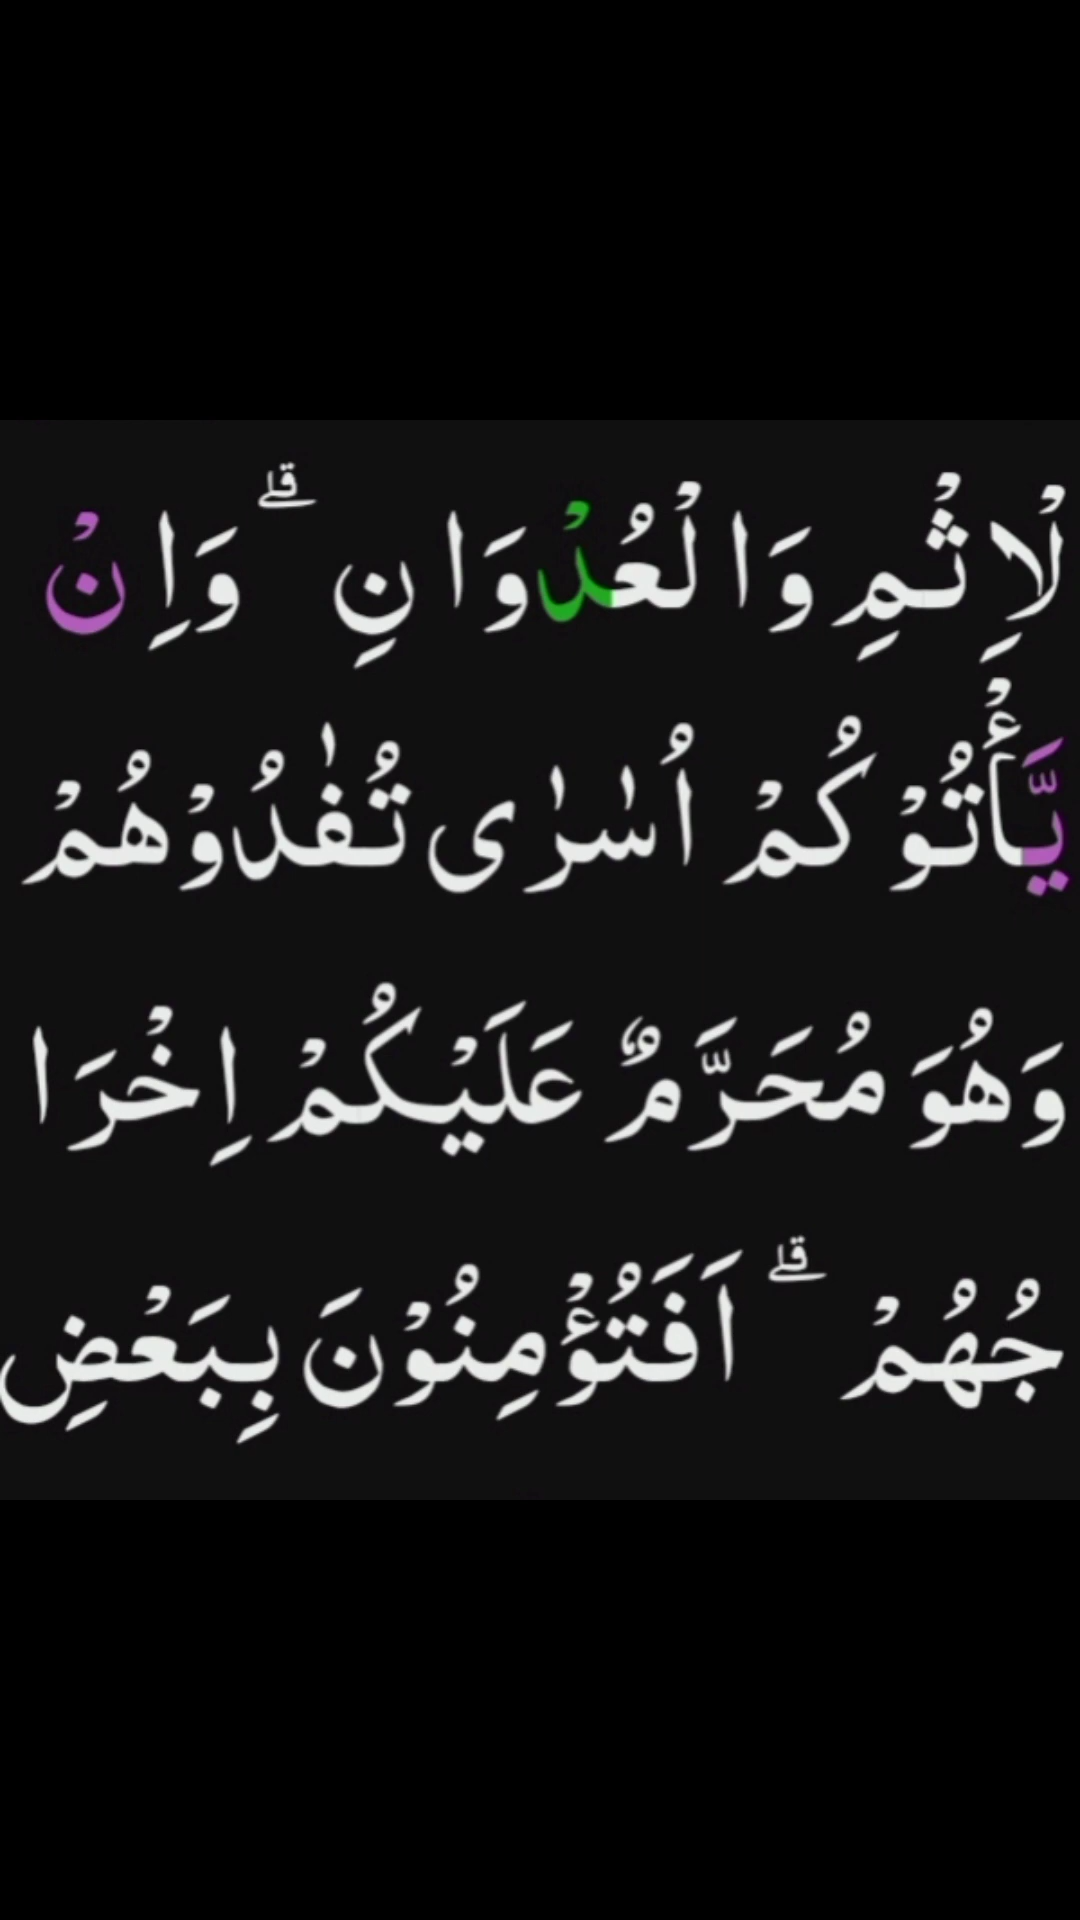 لْاِثْمِ وَالْعُدْوَانِ ۗ وَاِنْ
يَّأْتُوْكُمْ اُسٰرٰى تُفٰدُوْهُمْ
وَهُوَ مُحَرَّمٌ عَلَيْكُمْ اِخْرَا
جُهُمْ ۗ اَفَتُؤْمِنُوْنَ بِبَعْضِ